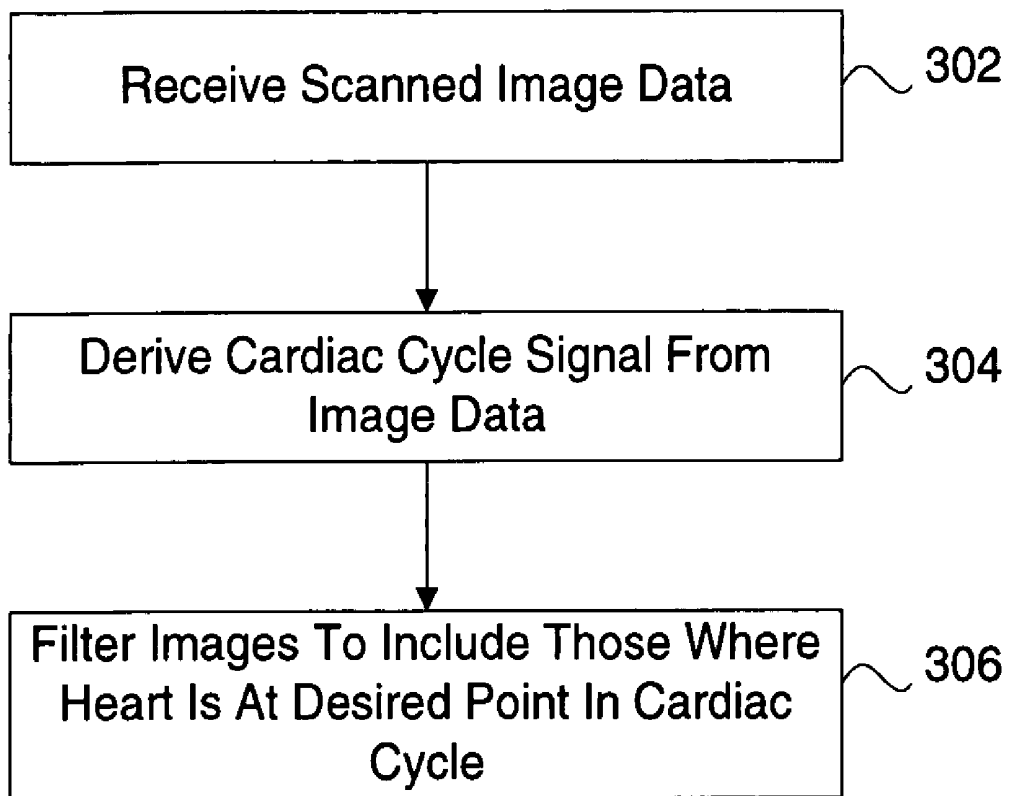 Receive Scanned Image Data
302
Derive Cardiac Cycle Signal From
Image Data
304
Filter Images To Include Those Where
Heart Is At Desired Point In Cardiac
Cycle
306